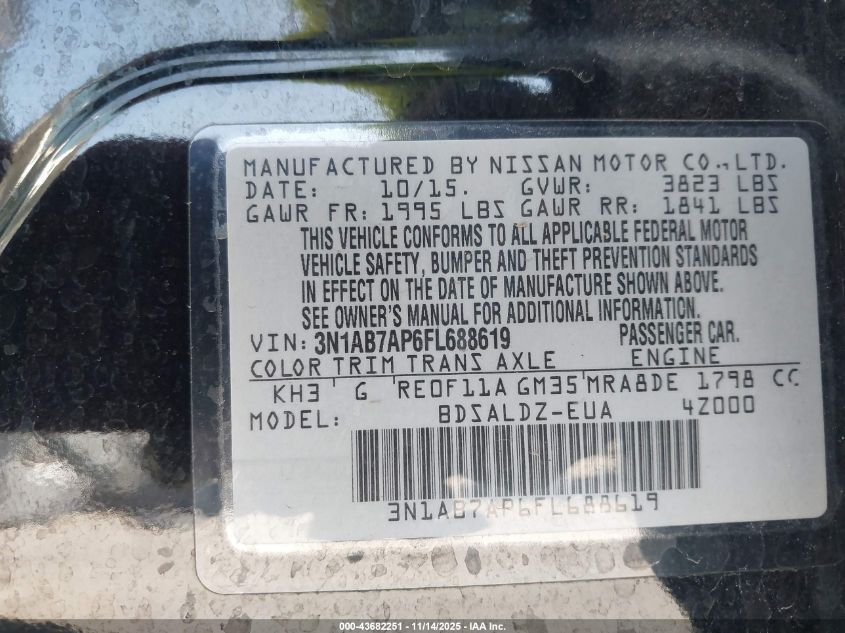 MANUFACTURED BY NISSAN MOTOR CO.,LTD.
DATE: 10/15. GVWR: 3823 LBS
GAWR FR: 1995 LBS GAWR RR: 1841 LBS
THIS VEHICLE CONFORMS TO ALL APPLICABLE FEDERAL MOTOR
VEHICLE SAFETY, BUMPER AND THEFT PREVENTION STANDARDS
IN EFFECT ON THE DATE OF MANUFACTURE SHOWN ABOVE.
SEE OWNER'S MANUAL FOR ADDITIONAL INFORMATION.
VIN: 3N1AB7AP6FL688619 PASSENGER CAR.
COLOR TRIM TRANS AXLE ENGINE
KH3 G RE0F11A GM35 MRA8DE 1798 CC
MODEL: BDSALDZ-EUA 4Z000
3N1AB7AP6FL688619
000-43682251 - 11/14/2025 - IAA Inc.